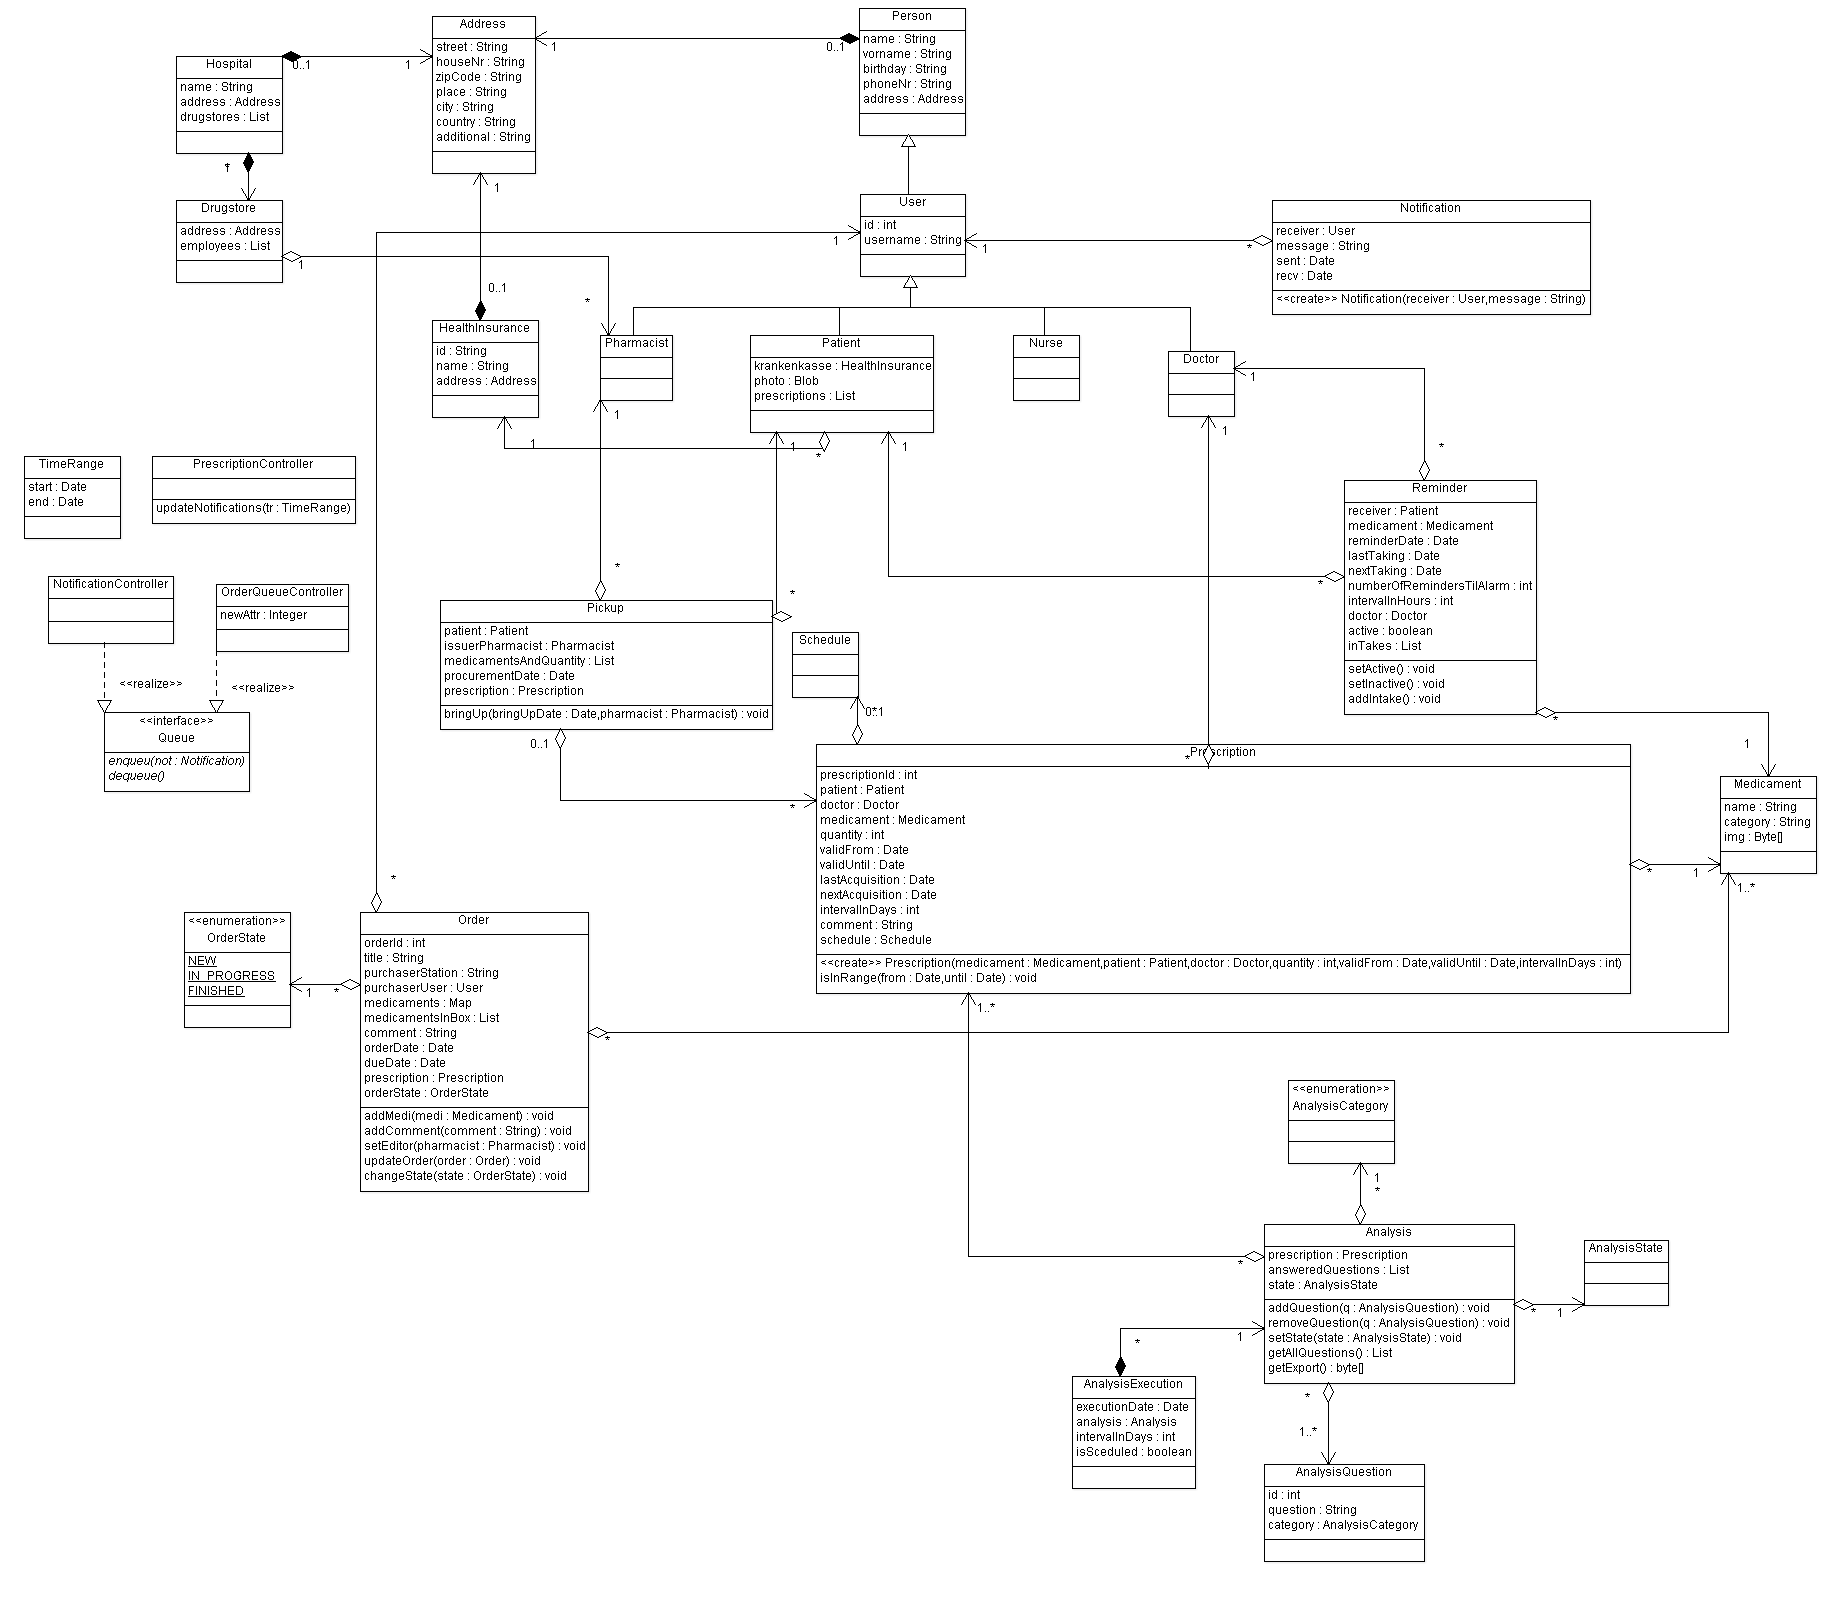 Address
street : String
houseNr : String
zipCode : String
place : String
city : String
country : String
additional : String
Person
name : String
vorname : String
birthday : String
phoneNr : String
address : Address
1
0..1
Hospital
name : String
address : Address
drugstores : List
0..1
1
*
1
Drugstore
address : Address
employees : List
1
*
User
id : int
username : String
1
1
*
Notification
receiver : User
message : String
sent : Date
recv : Date
<<create>> Notification(receiver : User,message : String)
0..1
HealthInsurance
id : String
name : String
address : Address
Pharmacist
Patient
krankenkasse : HealthInsurance
photo : Blob
prescriptions : List
Nurse
Doctor
1
1
1
1
*
1
1
1
*
TimeRange
start : Date
end : Date
PrescriptionController
updateNotifications(tr : TimeRange)
Reminder
receiver : Patient
medicament : Medicament
reminderDate : Date
lastTaking : Date
nextTaking : Date
numberOfRemindersTilAlarm : int
intervalInHours : int
doctor : Doctor
active : boolean
inTakes : List
setActive() : void
setInactive() : void
addIntake() : void
*
*
1
NotificationController
OrderQueueController
newAttr : Integer
<<realize>>
<<realize>>
<<interface>>
Queue
enqueu(not : Notification)
dequeue()
*
*
Pickup
patient : Patient
issuerPharmacist : Pharmacist
medicamentsAndQuantity : List
procurementDate : Date
prescription : Prescription
bringUp(bringUpDate : Date,pharmacist : Pharmacist) : void
0..1
*
Schedule
0..1
*
Prescription
prescriptionId : int
patient : Patient
doctor : Doctor
medicament : Medicament
quantity : int
validFrom : Date
validUntil : Date
lastAcquisition : Date
nextAcquisition : Date
intervalInDays : int
comment : String
schedule : Schedule
<<create>> Prescription(medicament : Medicament,patient : Patient,doctor : Doctor,quantity : int,validFrom : Date,validUntil : Date,intervalInDays : int)
isInRange(from : Date,until : Date) : void
*
*
1
Medicament
name : String
category : String
img : Byte[]
1..*
*
<<enumeration>>
OrderState
NEW
IN_PROGRESS
FINISHED
1
*
Order
orderId : int
title : String
purchaserStation : String
purchaserUser : User
medicaments : Map
medicamentsInBox : List
comment : String
orderDate : Date
dueDate : Date
prescription : Prescription
orderState : OrderState
addMedi(medi : Medicament) : void
addComment(comment : String) : void
setEditor(pharmacist : Pharmacist) : void
updateOrder(order : Order) : void
changeState(state : OrderState) : void
*
1..*
<<enumeration>>
AnalysisCategory
1
*
Analysis
prescription : Prescription
answeredQuestions : List
state : AnalysisState
addQuestion(q : AnalysisQuestion) : void
removeQuestion(q : AnalysisQuestion) : void
setState(state : AnalysisState) : void
getAllQuestions() : List
getExport() : byte[]
*
*
1
AnalysisState
*
1
AnalysisExecution
executionDate : Date
analysis : Analysis
intervalInDays : int
isSceduled : boolean
*
1..*
AnalysisQuestion
id : int
question : String
category : AnalysisCategory